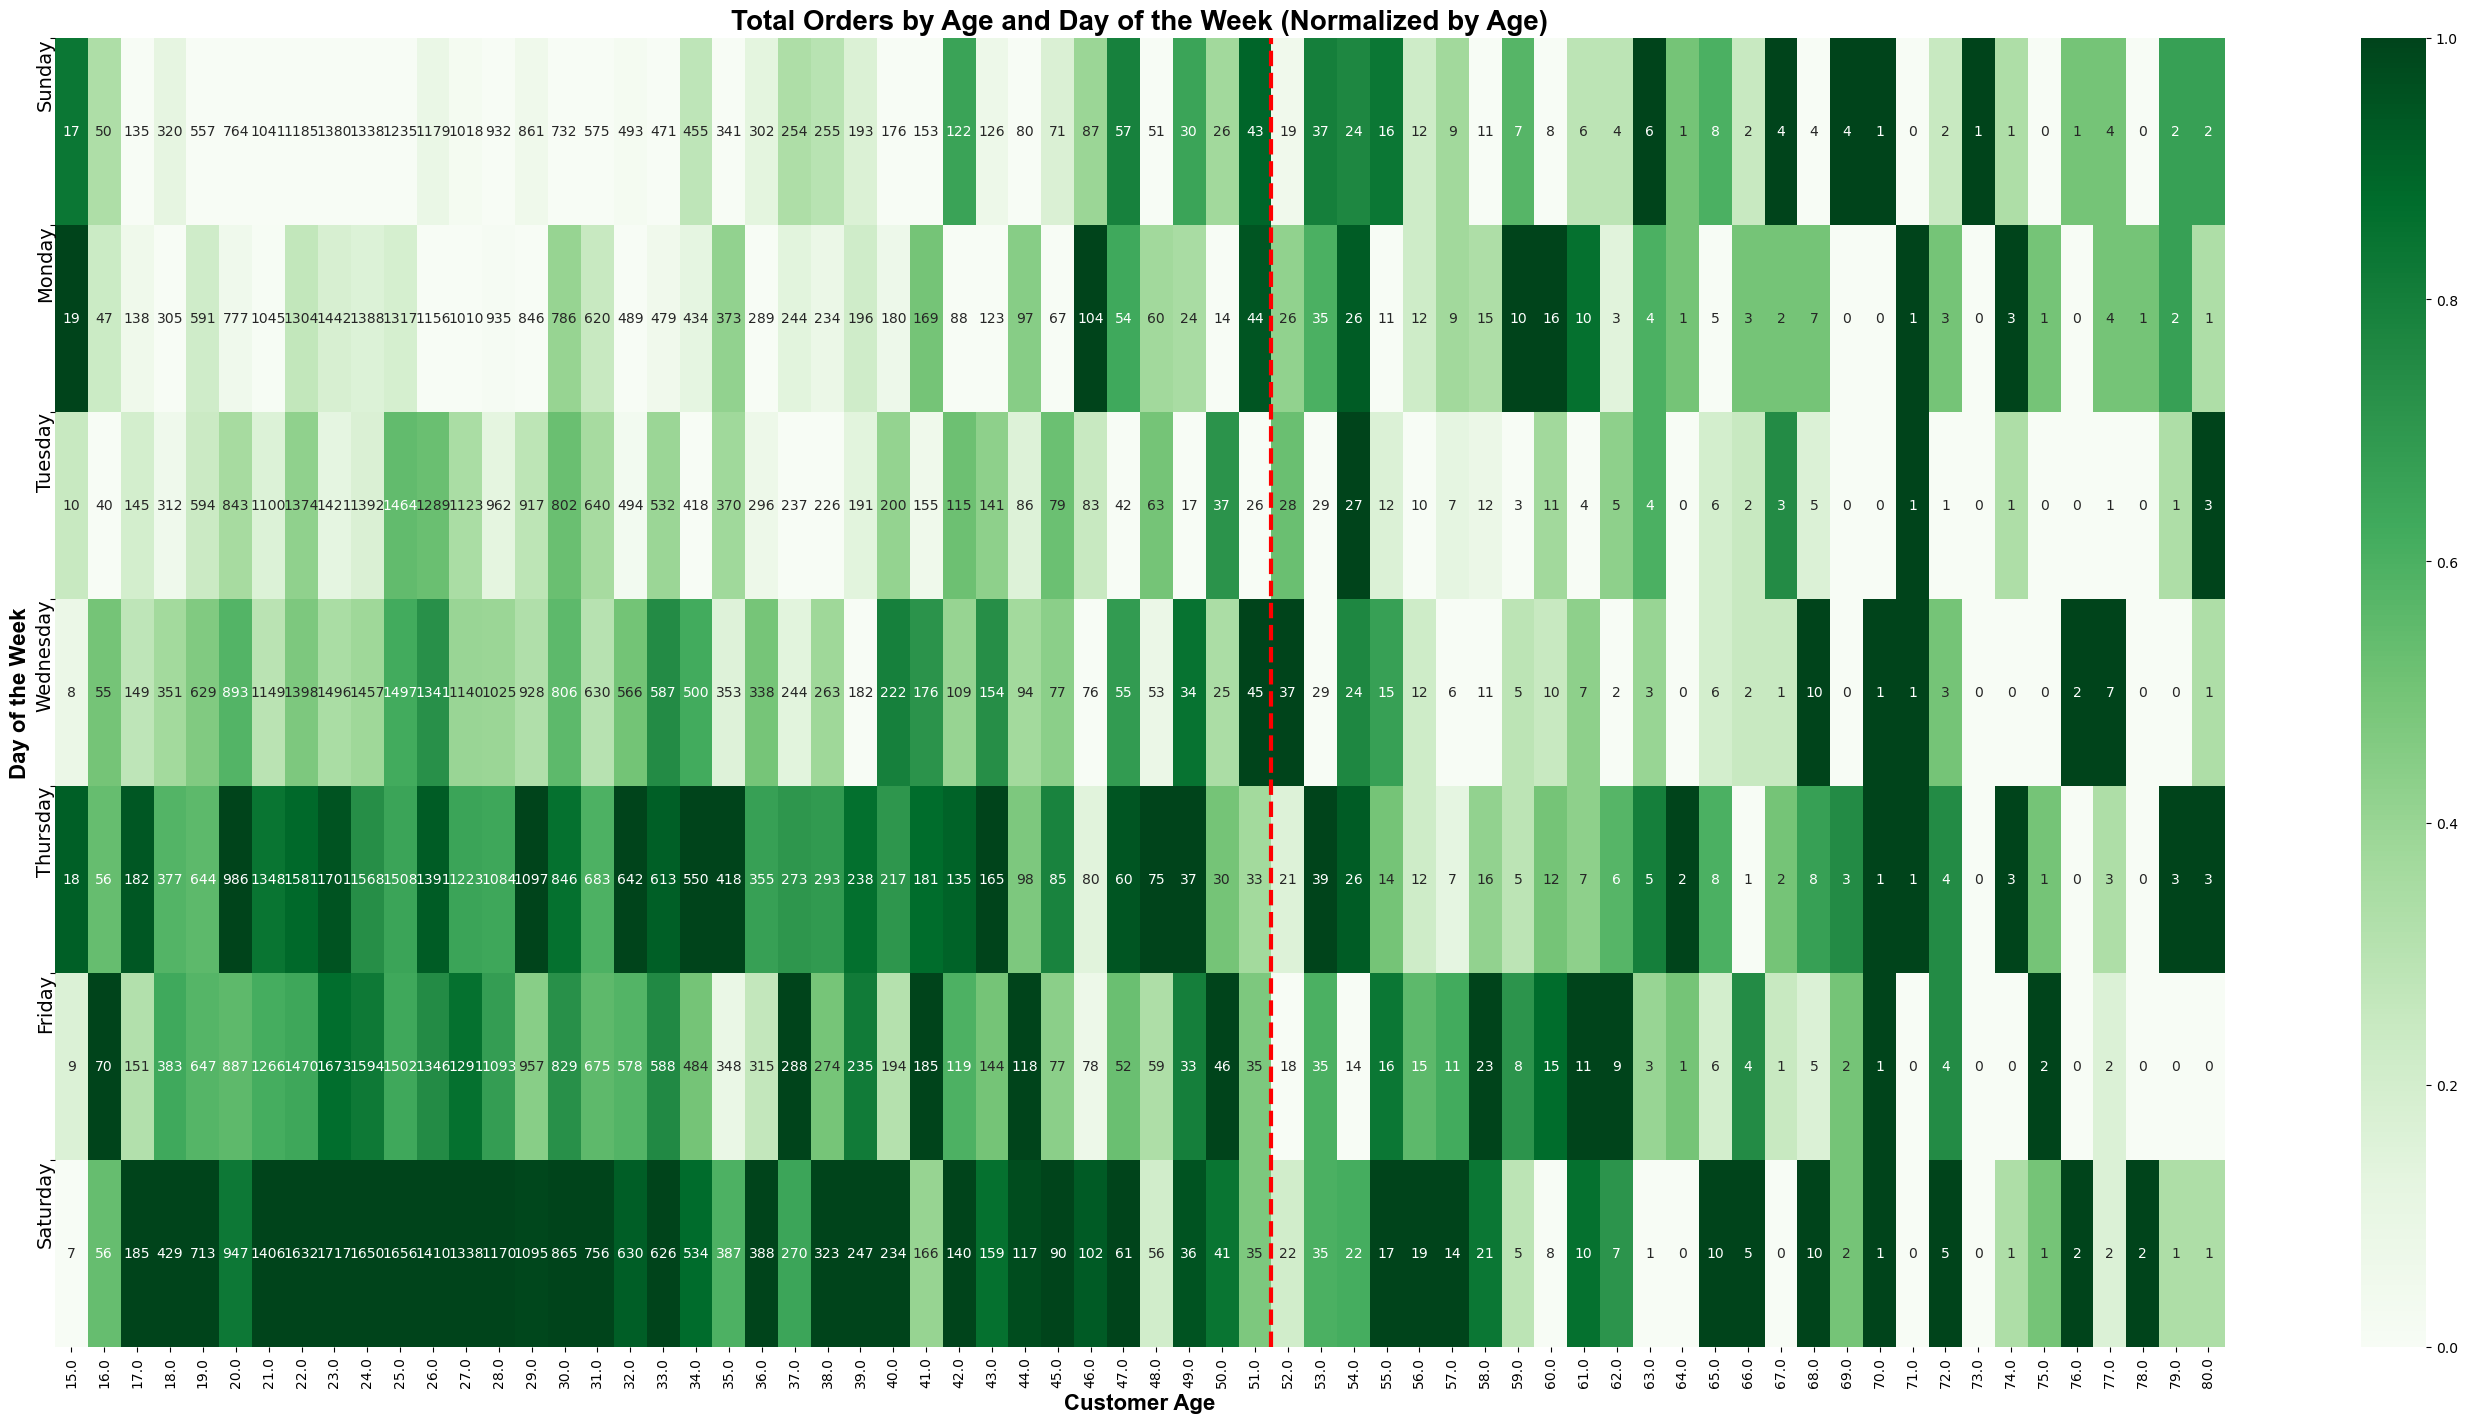 Total Orders by Age and Day of the Week (Normalized by Age)
Sunday
17 50 135 320 557 764 1041 1185 1380 1338 1235 1179 1018 932 861 732 575 493 471 455 341 302 254 255 193 176 153 122 126 80 71 87 57 51 30 26 43 19 37 24 16 12 9 11 7 8 6 4 6 1 8 2 4 4 4 1 0 2 1 1 0 1 4 0 2 2
Monday
19 47 138 305 591 777 1045 1304 1442 1388 1317 1156 1010 935 846 786 620 489 479 434 373 289 244 234 196 180 169 88 123 97 67 104 54 60 24 14 44 26 35 26 11 12 9 15 10 16 10 3 4 1 5 3 2 7 0 0 1 3 0 3 1 0 4 1 2 1
Tuesday
10 40 145 312 594 843 1100 1374 1421 1392 1464 1289 1123 962 917 802 640 494 532 418 370 296 237 226 191 200 155 115 141 86 79 83 42 63 17 37 26 28 29 27 12 10 7 12 3 11 4 5 4 0 6 2 3 5 0 0 1 1 0 1 0 0 1 0 1 3
Wednesday
8 55 149 351 629 893 1149 1398 1496 1457 1497 1341 1140 1025 928 806 630 566 587 500 353 338 244 263 182 222 176 109 154 94 77 76 55 53 34 25 45 37 29 24 15 12 6 11 5 10 7 2 3 0 6 2 1 10 0 1 1 3 0 0 0 2 7 0 0 1
Thursday
18 56 182 377 644 986 1348 1581 1701 1568 1508 1391 1223 1084 1097 846 683 642 613 550 418 355 273 293 238 217 181 135 165 98 85 80 60 75 37 30 33 21 39 26 14 12 7 16 5 12 7 6 5 2 8 1 2 8 3 1 1 4 0 3 1 0 3 0 3 3
Friday
9 70 151 383 647 887 1266 1470 1673 1594 1502 1346 1291 1093 957 829 675 578 588 484 348 315 288 274 235 194 185 119 144 118 77 78 52 59 33 46 35 18 35 14 16 15 11 23 8 15 11 9 3 1 6 4 1 5 2 1 0 4 0 0 2 0 2 0 0 0
Saturday
7 56 185 429 713 947 1406 1632 1717 1650 1656 1410 1338 1170 1095 865 756 630 626 534 387 388 270 323 247 234 166 140 159 117 90 102 61 56 36 41 35 22 35 22 17 19 14 21 5 8 10 7 1 0 10 5 0 10 2 1 0 5 0 1 1 2 2 2 1 1
Day of the Week
15.0 16.0 17.0 18.0 19.0 20.0 21.0 22.0 23.0 24.0 25.0 26.0 27.0 28.0 29.0 30.0 31.0 32.0 33.0 34.0 35.0 36.0 37.0 38.0 39.0 40.0 41.0 42.0 43.0 44.0 45.0 46.0 47.0 48.0 49.0 50.0 51.0 52.0 53.0 54.0 55.0 56.0 57.0 58.0 59.0 60.0 61.0 62.0 63.0 64.0 65.0 66.0 67.0 68.0 69.0 70.0 71.0 72.0 73.0 74.0 75.0 76.0 77.0 78.0 79.0 80.0
Customer Age
1.0
0.8
0.6
0.4
0.2
0.0